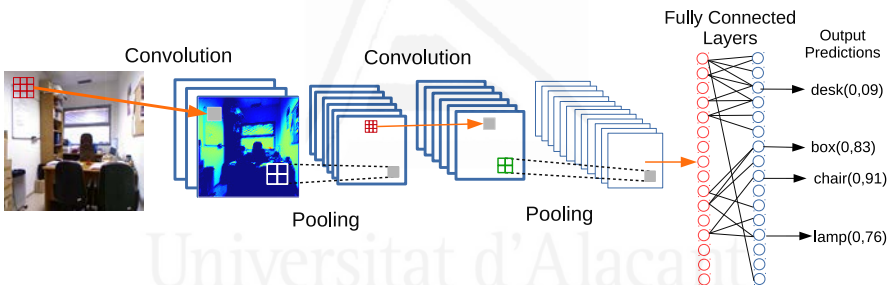 Fully Connected
Layers
Output
Predictions
Convolution
Convolution
desk(0,09)
box(0,83)
chair(0,91)
lamp(0,76)
Pooling
Pooling
Universitat d'Alacant